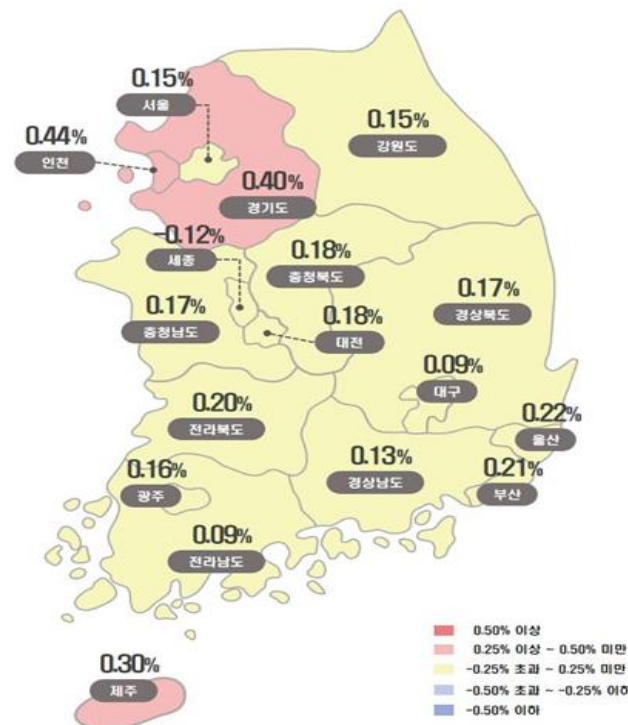 0.15%
서울
0.15%
강원도
0.44%
인천
0.40%
경기도
-0.12%
세종
0.18%
충청북도
0.17%
충청남도
0.18%
대전
0.17%
경상북도
0.09%
대구
0.20%
전라북도
0.22%
울산
0.13%
경상남도
0.21%
부산
0.16%
광주
0.09%
전라남도
0.30%
제주
0.50% 이상
0.25% 이상 ~ 0.50% 미만
-0.25% 초과 ~ 0.25% 미만
-0.50% 초과 ~ -0.25% 이하
-0.50% 이하